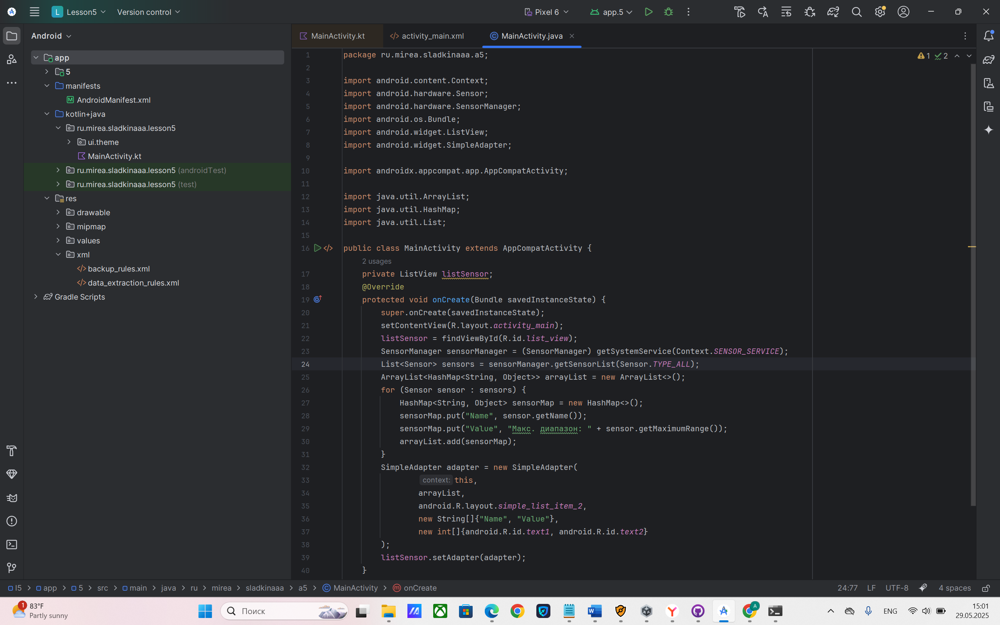 L Lesson5 Version control Pixel 6 app.5
Android
MainActivity.kt activity_main.xml MainActivity.java
app
5
manifests
AndroidManifest.xml
kotlin+java
ru.mirea.sladkinaaa.lesson5
ui.theme
MainActivity.kt
ru.mirea.sladkinaaa.lesson5 (androidTest)
ru.mirea.sladkinaaa.lesson5 (test)
res
drawable
mipmap
values
xml
backup_rules.xml
data_extraction_rules.xml
Gradle Scripts
1 2
1 package ru.mirea.sladkinaaa.a5;
2
3 import android.content.Context;
4 import android.hardware.Sensor;
5 import android.hardware.SensorManager;
6 import android.os.Bundle;
7 import android.widget.ListView;
8 import android.widget.SimpleAdapter;
9
10 import androidx.appcompat.app.AppCompatActivity;
11
12 import java.util.ArrayList;
13 import java.util.HashMap;
14 import java.util.List;
15
16 public class MainActivity extends AppCompatActivity {
2 usages
17 private ListView listSensor;
18 @Override
19 protected void onCreate(Bundle savedInstanceState) {
20 super.onCreate(savedInstanceState);
21 setContentView(R.layout.activity_main);
22 listSensor = findViewById(R.id.list_view);
23 SensorManager sensorManager = (SensorManager) getSystemService(Context.SENSOR_SERVICE);
24 List<Sensor> sensors = sensorManager.getSensorList(Sensor.TYPE_ALL);
25 ArrayList<HashMap<String, Object>> arrayList = new ArrayList<>();
26 for (Sensor sensor : sensors) {
27 HashMap<String, Object> sensorMap = new HashMap<>();
28 sensorMap.put("Name", sensor.getName());
29 sensorMap.put("Value", "Макс. диапазон: " + sensor.getMaximumRange());
30 arrayList.add(sensorMap);
31 }
32 SimpleAdapter adapter = new SimpleAdapter(
33 context: this,
34 arrayList,
35 android.R.layout.simple_list_item_2,
36 new String[]{"Name", "Value"},
37 new int[]{android.R.id.text1, android.R.id.text2}
38 );
39 listSensor.setAdapter(adapter);
40 }
l5 > app > 5 > src > main > java > ru > mirea > sladkinaaa > a5 > MainActivity > onCreate 24:77 LF UTF-8 4 spaces
1 83°F
Partly sunny
Поиск
A
ENG
15:01
29.05.2025